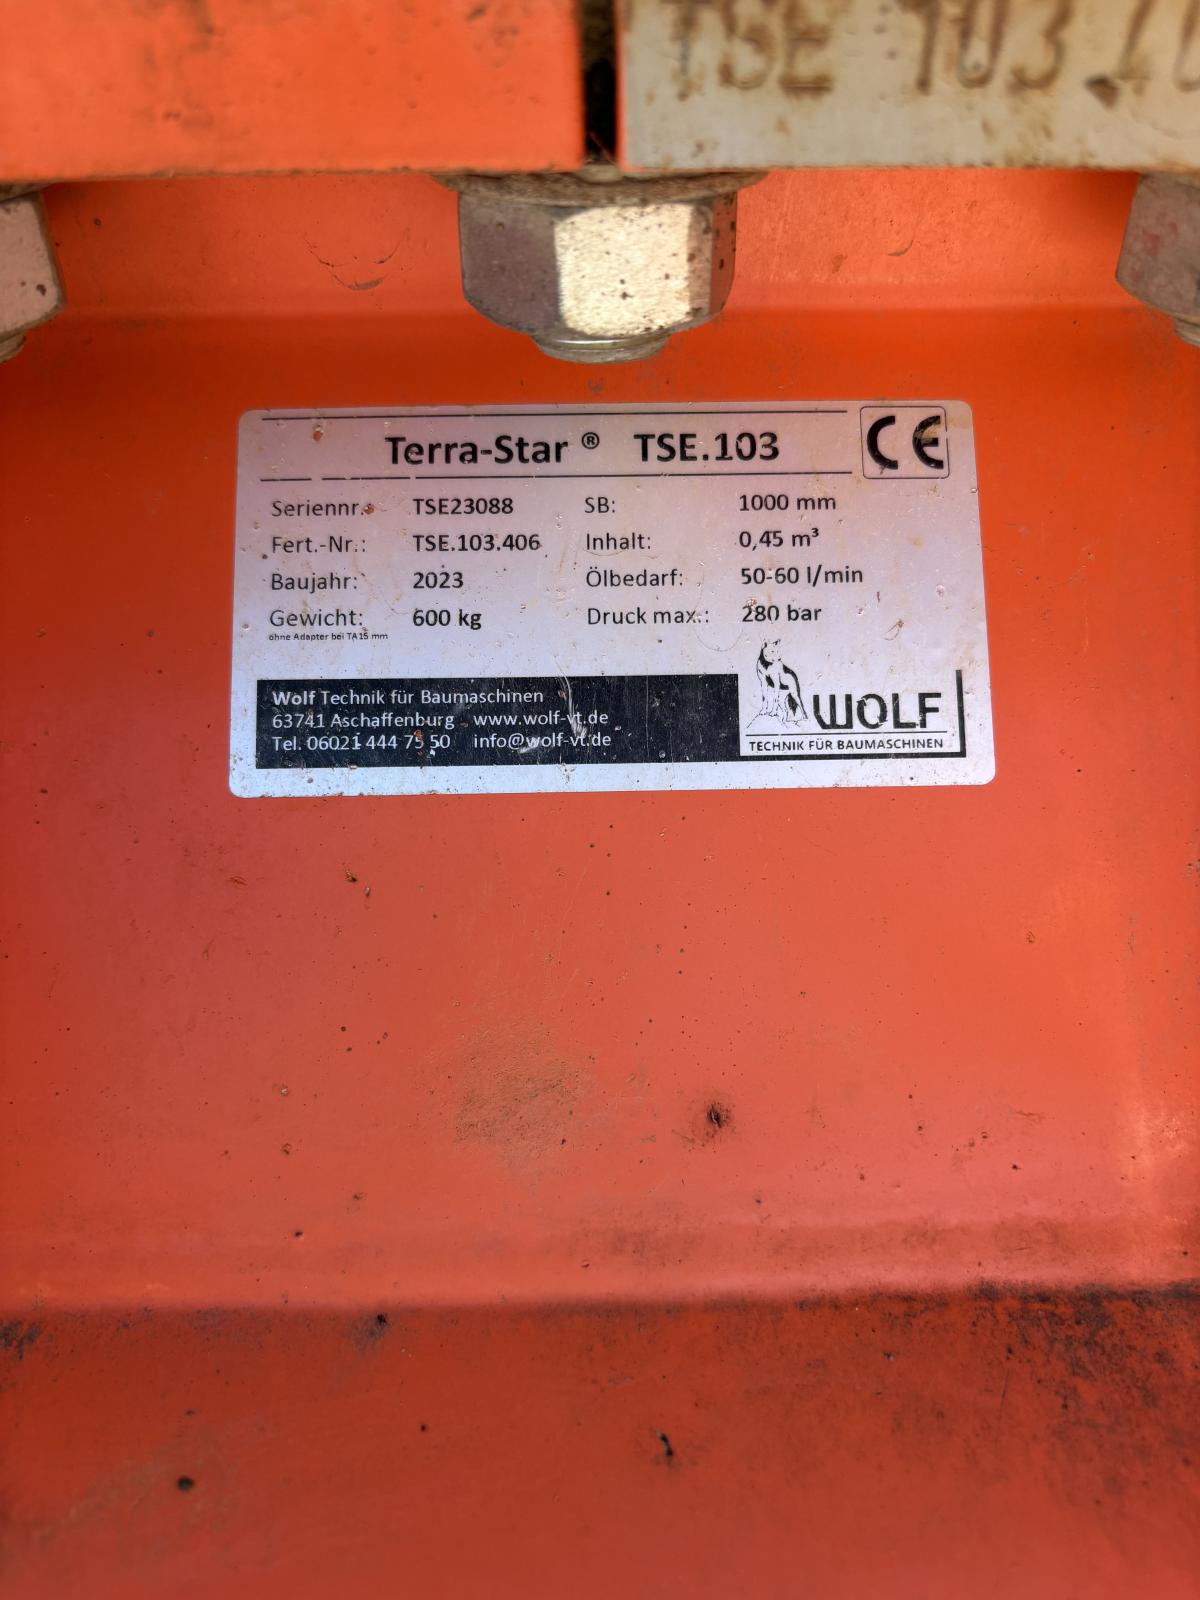 TSE 103
Terra-Star ® TSE.103 CE
Seriennr.: TSE23088 SB: 1000 mm
Fert.-Nr.: TSE.103.406 Inhalt: 0,45 m³
Baujahr: 2023 Ölbedarf: 50-60 l/min
Gewicht: 600 kg Druck max.: 280 bar
ohne Adapter bei TA15 mm
Wolf Technik für Baumaschinen
63741 Aschaffenburg www.wolf-vt.de
Tel. 06021 444 75 50 info@wolf-vt.de
WOLF
TECHNIK FÜR BAUMASCHINEN